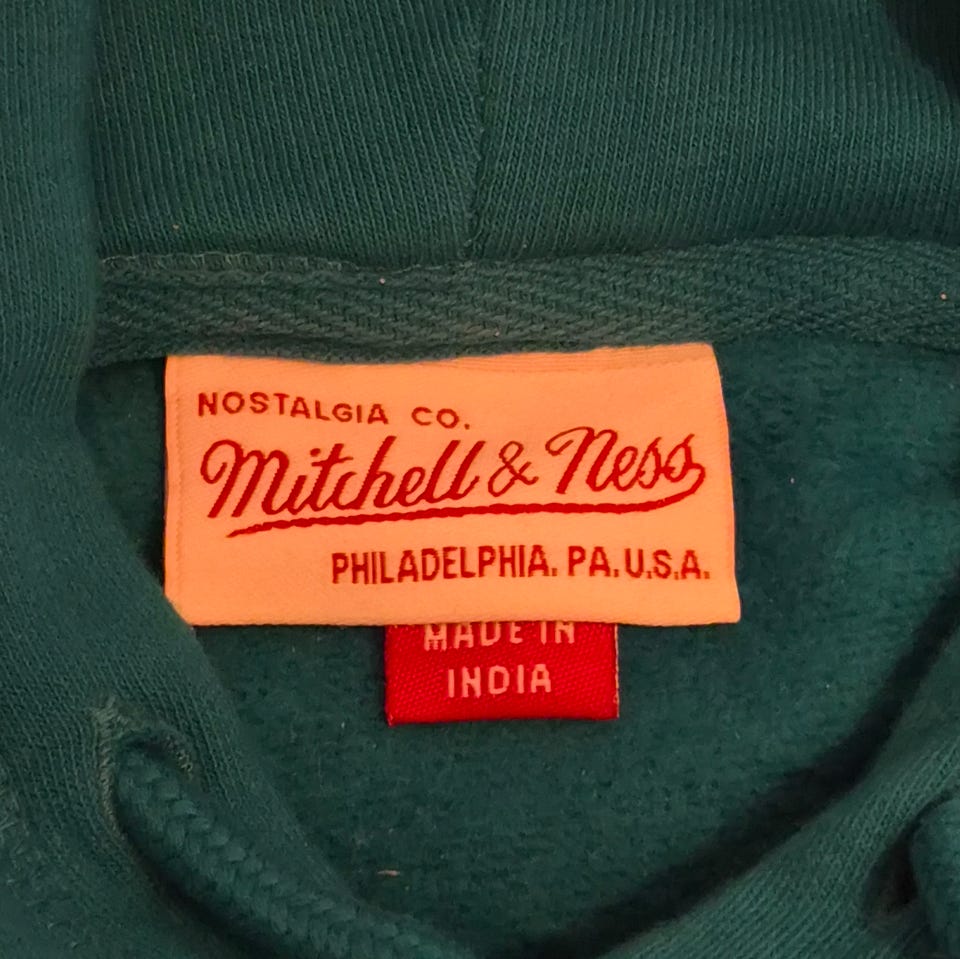 NOSTALGIA CO.
Mitchell & Ness
PHILADELPHIA, PA, U.S.A.
MADE IN
INDIA